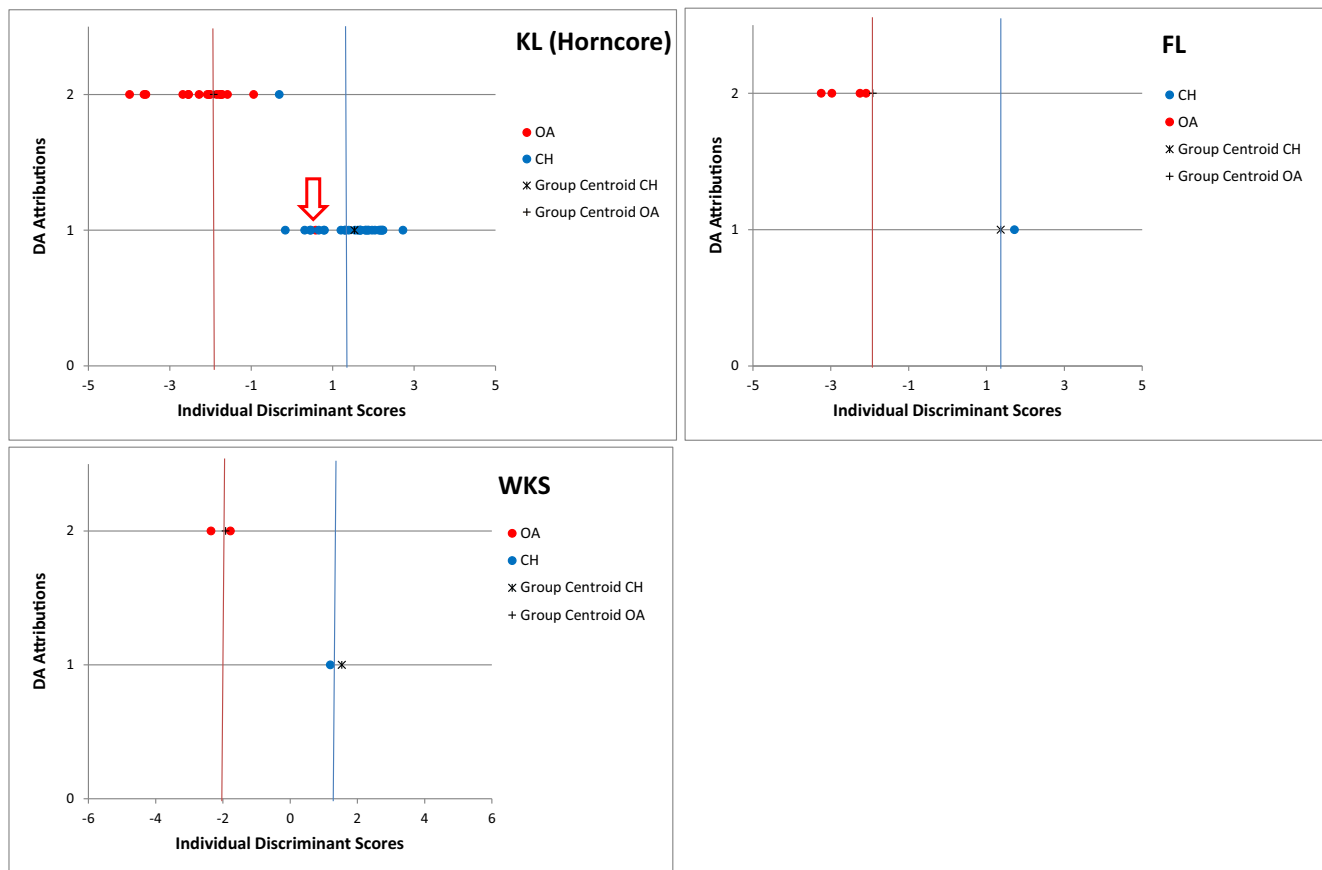 KL (Horncore)
2
1
0
-5
-3
-1
1
3
5
DA Attributions
Individual Discriminant Scores
OA
CH
Group Centroid CH
Group Centroid OA
FL
2
1
0
-5
-3
-1
1
3
5
DA Attributions
Individual Discriminant Scores
CH
OA
Group Centroid CH
Group Centroid OA
WKS
2
1
0
-6
-4
-2
0
2
4
6
DA Attributions
Individual Discriminant Scores
OA
CH
Group Centroid CH
Group Centroid OA